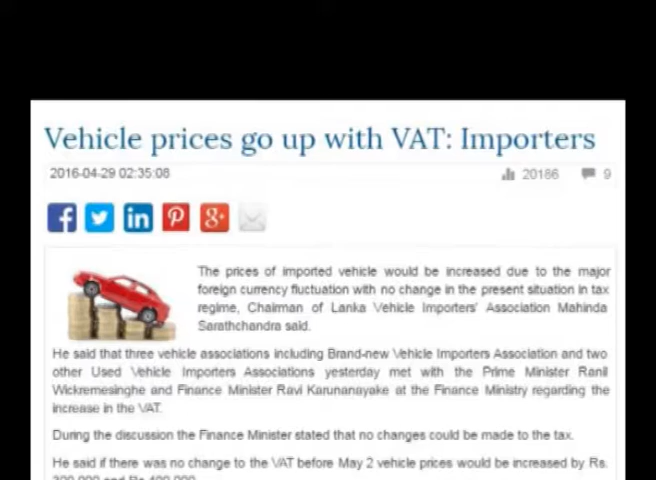 Vehicle prices go up with VAT: Importers
2016-04-29 02:35:08
20186
9
The prices of imported vehicle would be increased due to the major
foreign currency fluctuation with no change in the present situation in tax
regime, Chairman of Lanka Vehicle Importers' Association Mahinda
Sarathchandra said.
He said that three vehicle associations including Brand-new Vehicle Importers Association and two
other Used Vehicle Importers Associations yesterday met with the Prime Minister Ranil
Wickremesinghe and Finance Minister Ravi Karunanayake at the Finance Ministry regarding the
increase in the VAT.
During the discussion the Finance Minister stated that no changes could be made to the tax.
He said if there was no change to the VAT before May 2 vehicle prices would be increased by Rs.